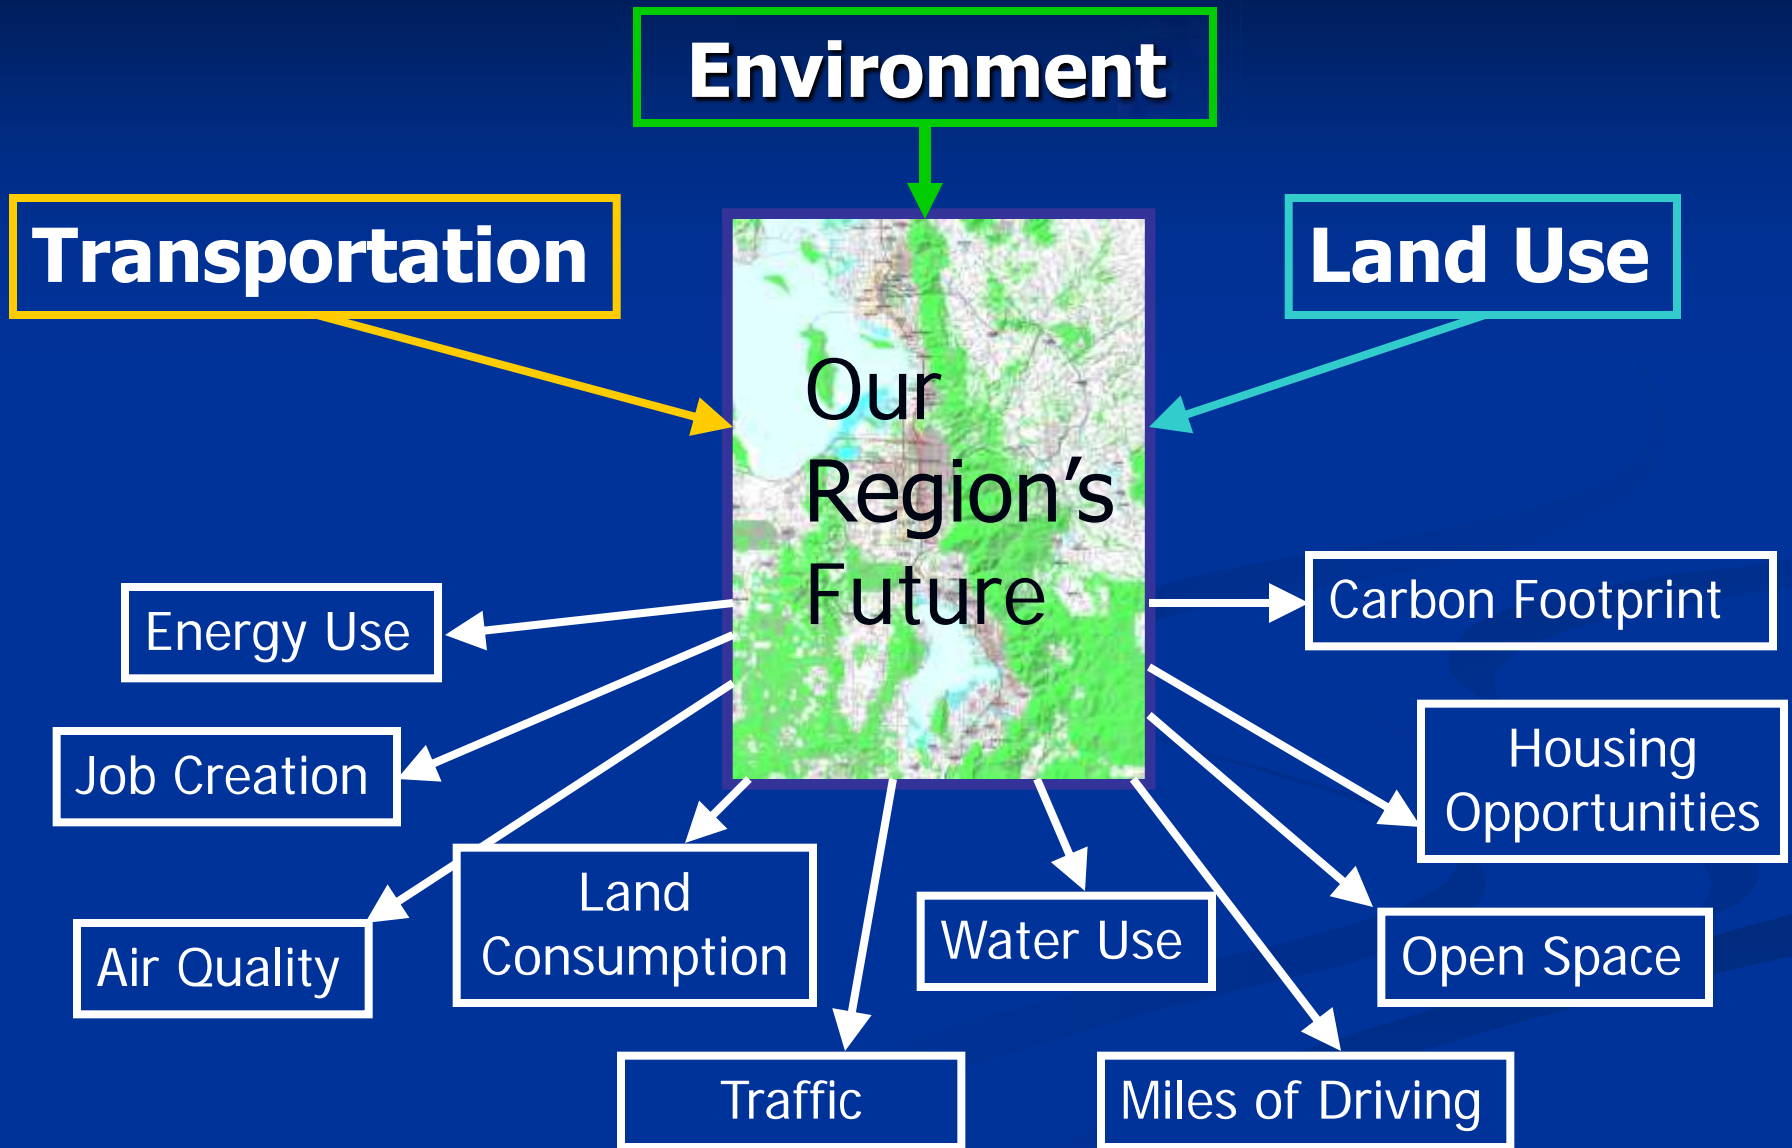 Environment
Transportation
Land Use
Our
Region’s
Future
Energy Use
Carbon Footprint
Job Creation
Housing
Opportunities
Air Quality
Land
Consumption
Water Use
Open Space
Traffic
Miles of Driving